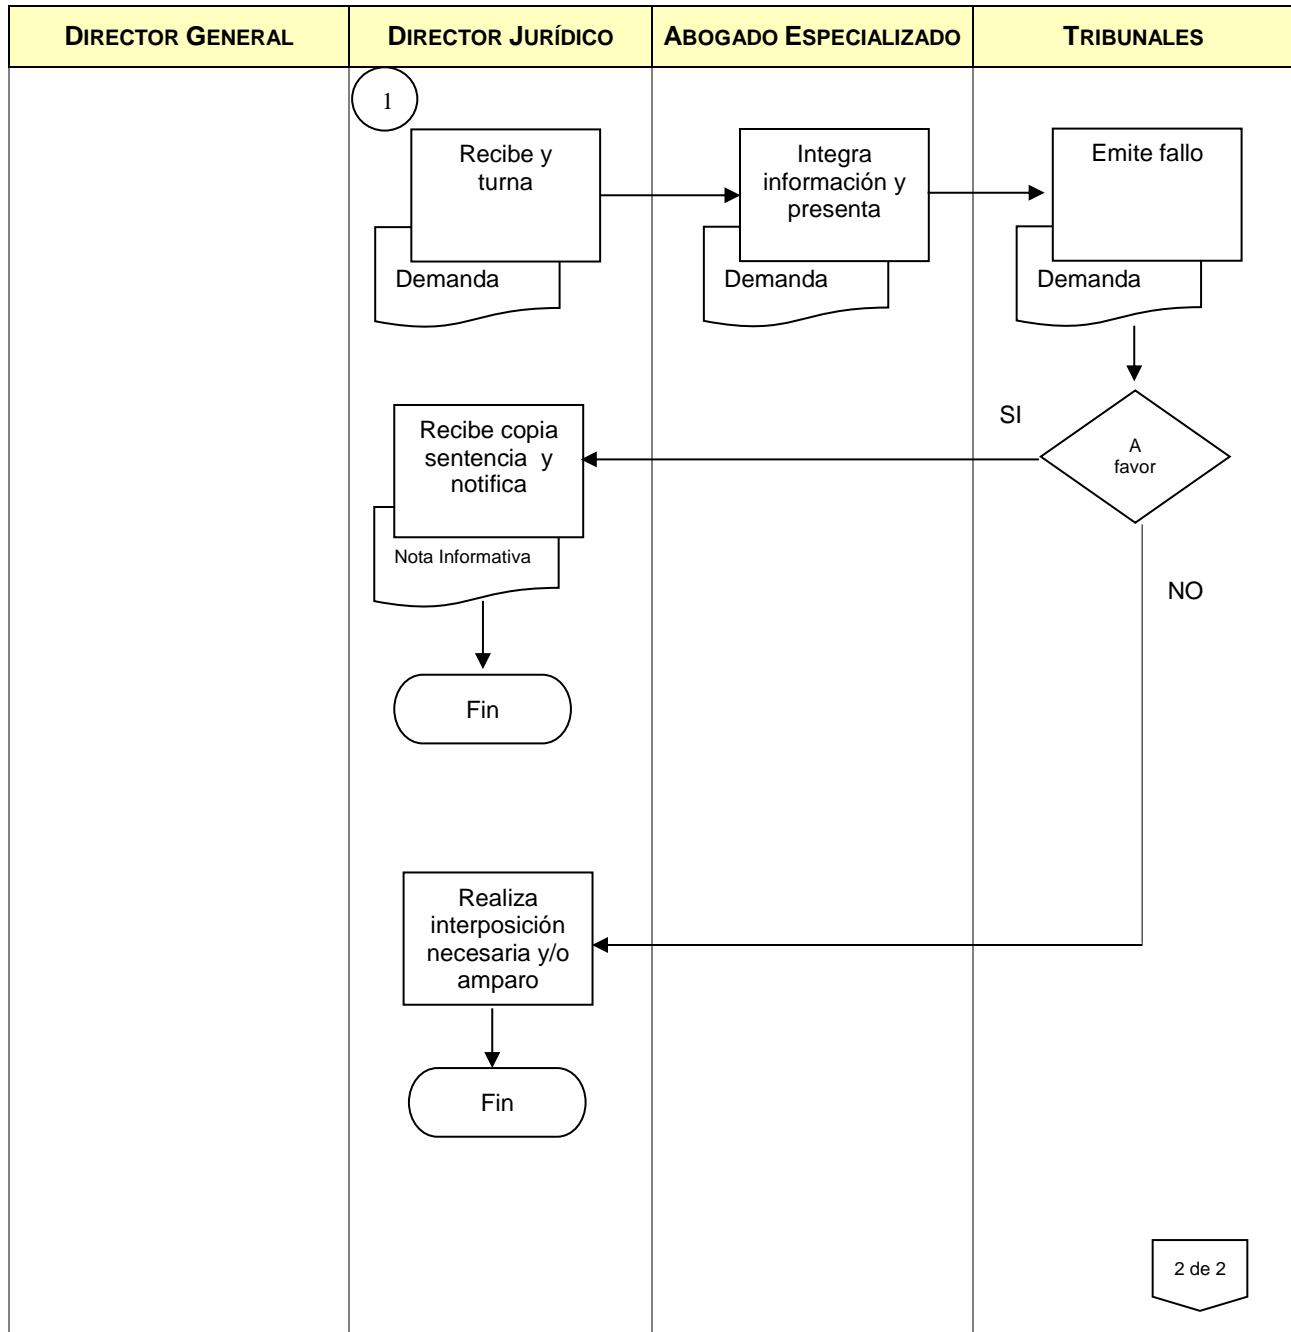 DIRECTOR GENERAL
DIRECTOR JURÍDICO
ABOGADO ESPECIALIZADO
TRIBUNALES
1
Recibe y
turna
Demanda
Integra
información y
presenta
Demanda
Emite fallo
Demanda
SI
A
favor
NO
Recibe copia
sentencia y
notifica
Nota Informativa
Fin
Realiza
interposición
necesaria y/o
amparo
Fin
2 de 2